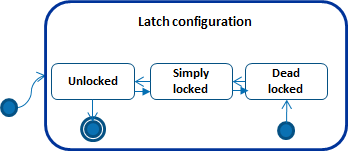 Latch configuration
Unlocked
Simply
locked
Dead
locked